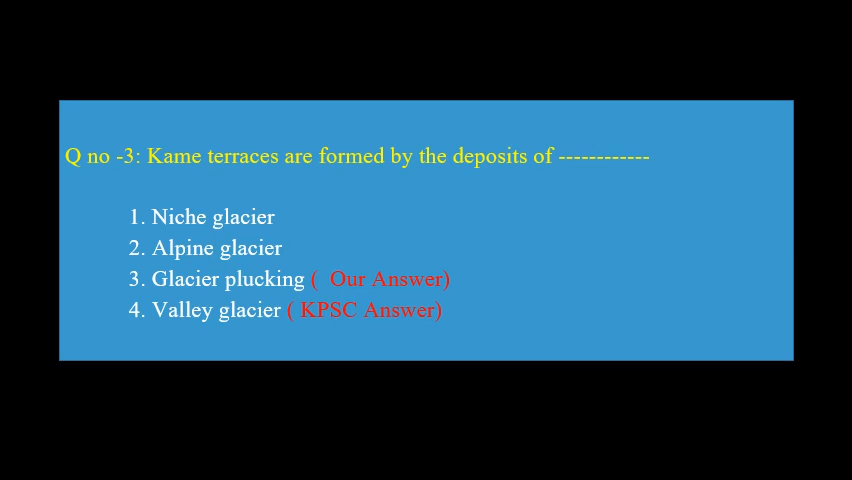 Q no -3: Kame terraces are formed by the deposits of ------------
1. Niche glacier
2. Alpine glacier
3. Glacier plucking (  Our Answer)
4. Valley glacier ( KPSC Answer)